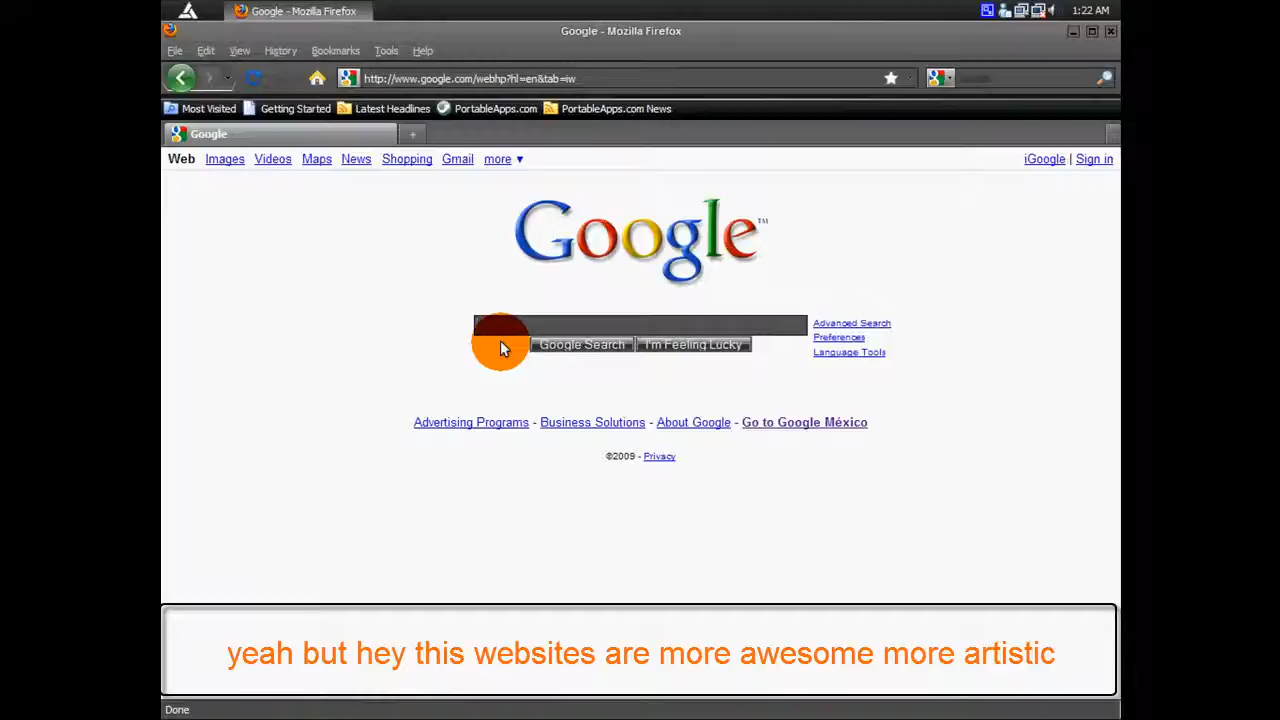 Google - Mozilla Firefox
1:22 AM
Google - Mozilla Firefox
File Edit View History Bookmarks Tools Help
http://www.google.com/webhp?hl=en&tab=iw
Most Visited Getting Started Latest Headlines PortableApps.com PortableApps.com News
Google
Web Images Videos Maps News Shopping Gmail more ▼ iGoogle | Sign in
Google™
Advanced Search
Preferences
Language Tools
Google Search I'm Feeling Lucky
Advertising Programs - Business Solutions - About Google - Go to Google México
©2009 - Privacy
yeah but hey this websites are more awesome more artistic
Done